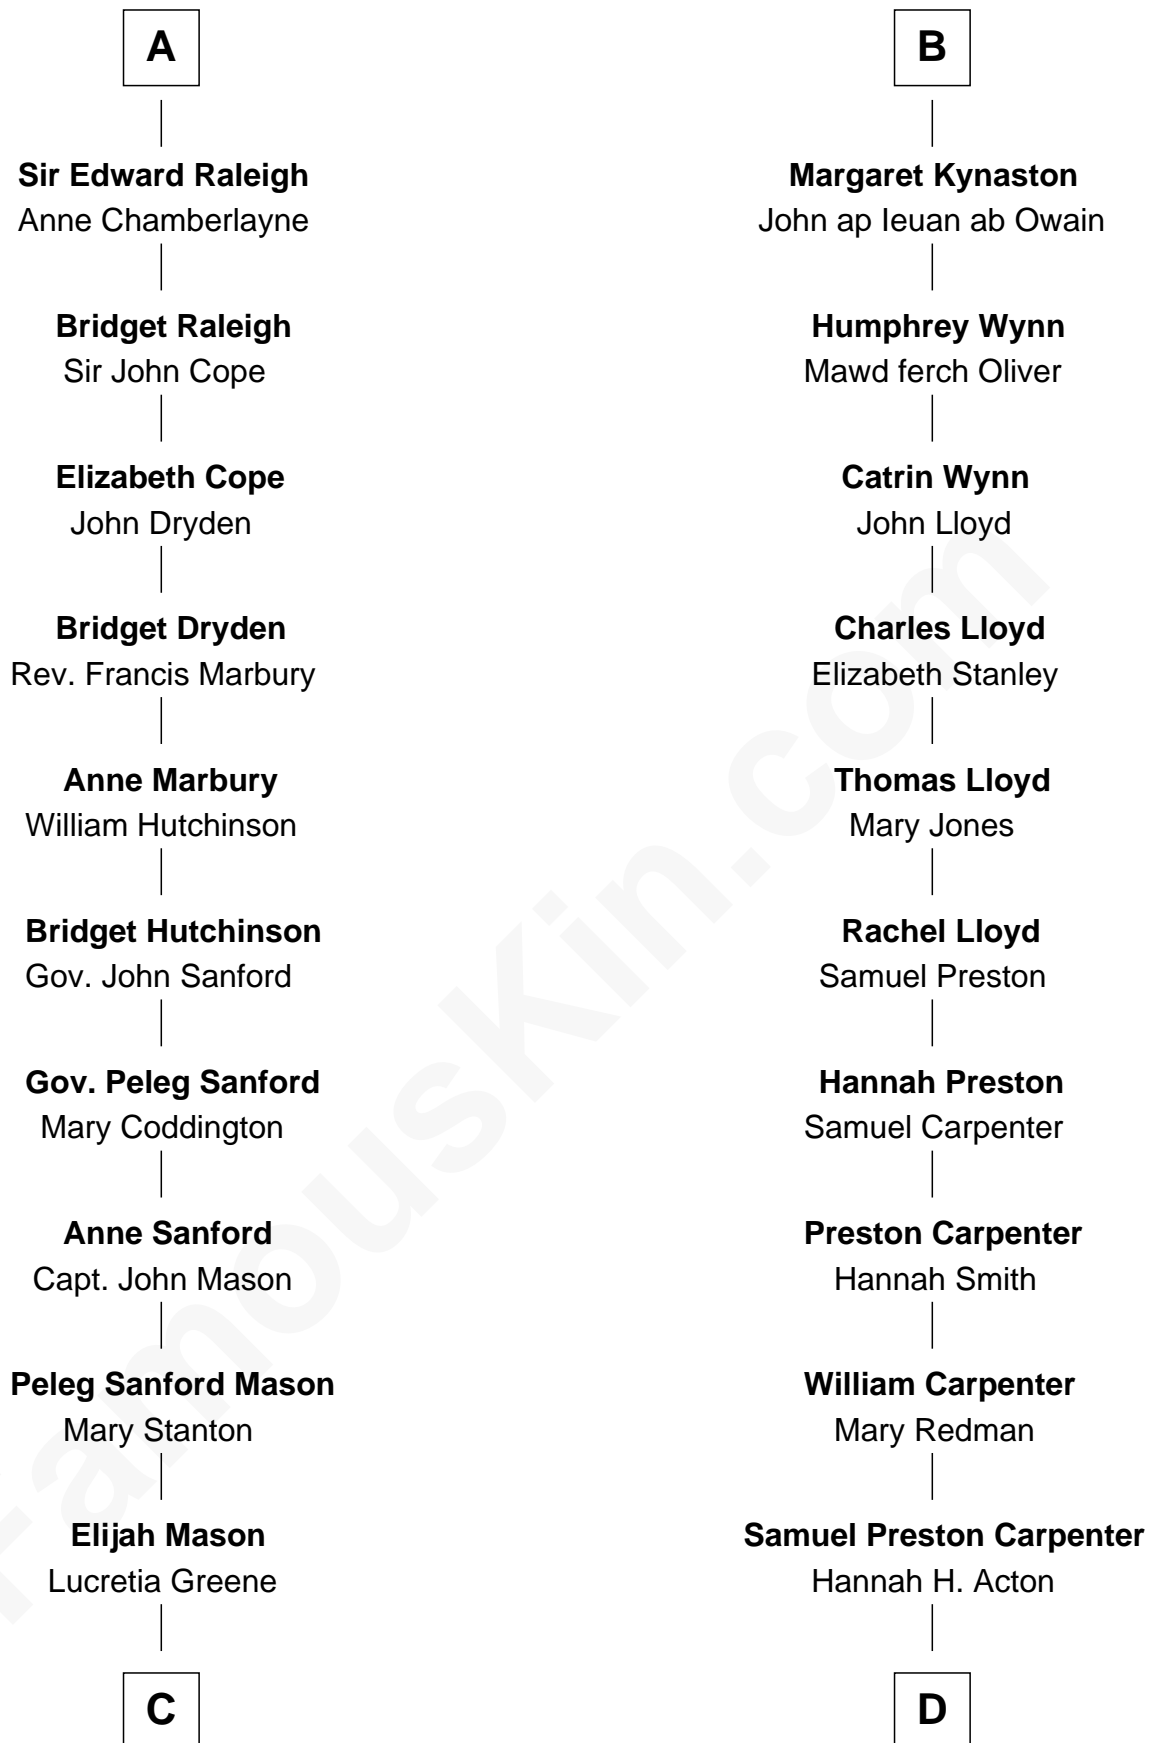 A
Sir Edward Raleigh
Anne Chamberlayne
Bridget Raleigh
Sir John Cope
Elizabeth Cope
John Dryden
Bridget Dryden
Rev. Francis Marbury
Anne Marbury
William Hutchinson
Bridget Hutchinson
Gov. John Sanford
Gov. Peleg Sanford
Mary Coddington
Anne Sanford
Capt. John Mason
Peleg Sanford Mason
Mary Stanton
Elijah Mason
Lucretia Greene
C
B
Margaret Kynaston
John ap Ieuan ab Owain
Humphrey Wynn
Mawd ferch Oliver
Catrin Wynn
John Lloyd
Charles Lloyd
Elizabeth Stanley
Thomas Lloyd
Mary Jones
Rachel Lloyd
Samuel Preston
Hannah Preston
Samuel Carpenter
Preston Carpenter
Hannah Smith
William Carpenter
Mary Redman
Samuel Preston Carpenter
Hannah H. Acton
D
FamousKin.com